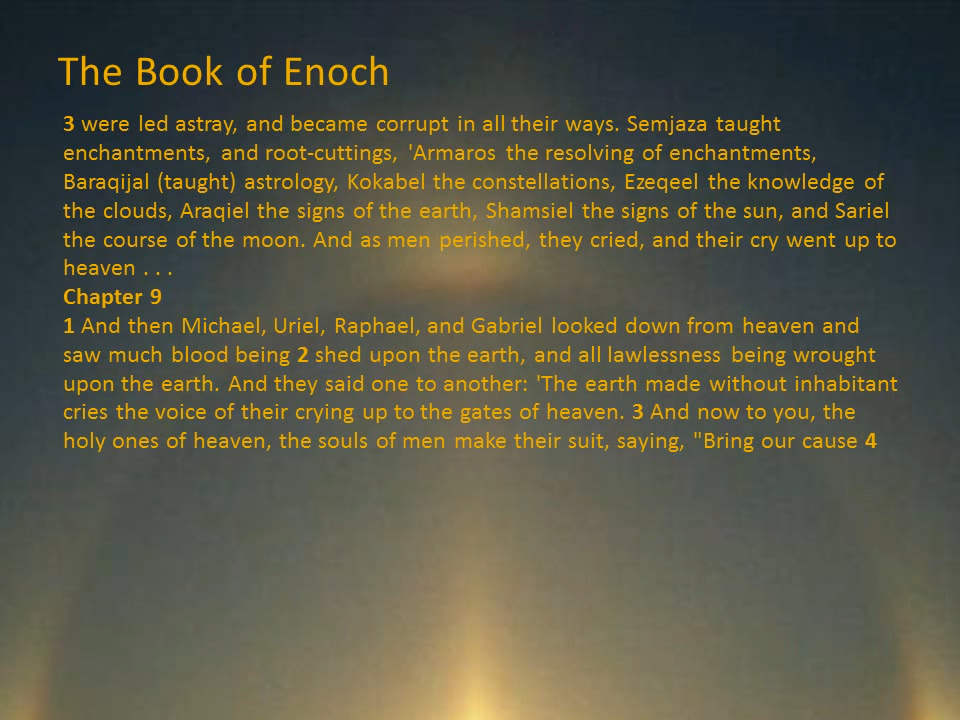 The Book of Enoch
3 were led astray, and became corrupt in all their ways. Semjaza taught
enchantments, and root-cuttings, 'Armaros the resolving of enchantments,
Baraqijal (taught) astrology, Kokabel the constellations, Ezeqeel the knowledge of
the clouds, Araqiel the signs of the earth, Shamsiel the signs of the sun, and Sariel
the course of the moon. And as men perished, they cried, and their cry went up to
heaven . . .
Chapter 9
1 And then Michael, Uriel, Raphael, and Gabriel looked down from heaven and
saw much blood being 2 shed upon the earth, and all lawlessness being wrought
upon the earth. And they said one to another: 'The earth made without inhabitant
cries the voice of their crying up to the gates of heaven. 3 And now to you, the
holy ones of heaven, the souls of men make their suit, saying, "Bring our cause 4